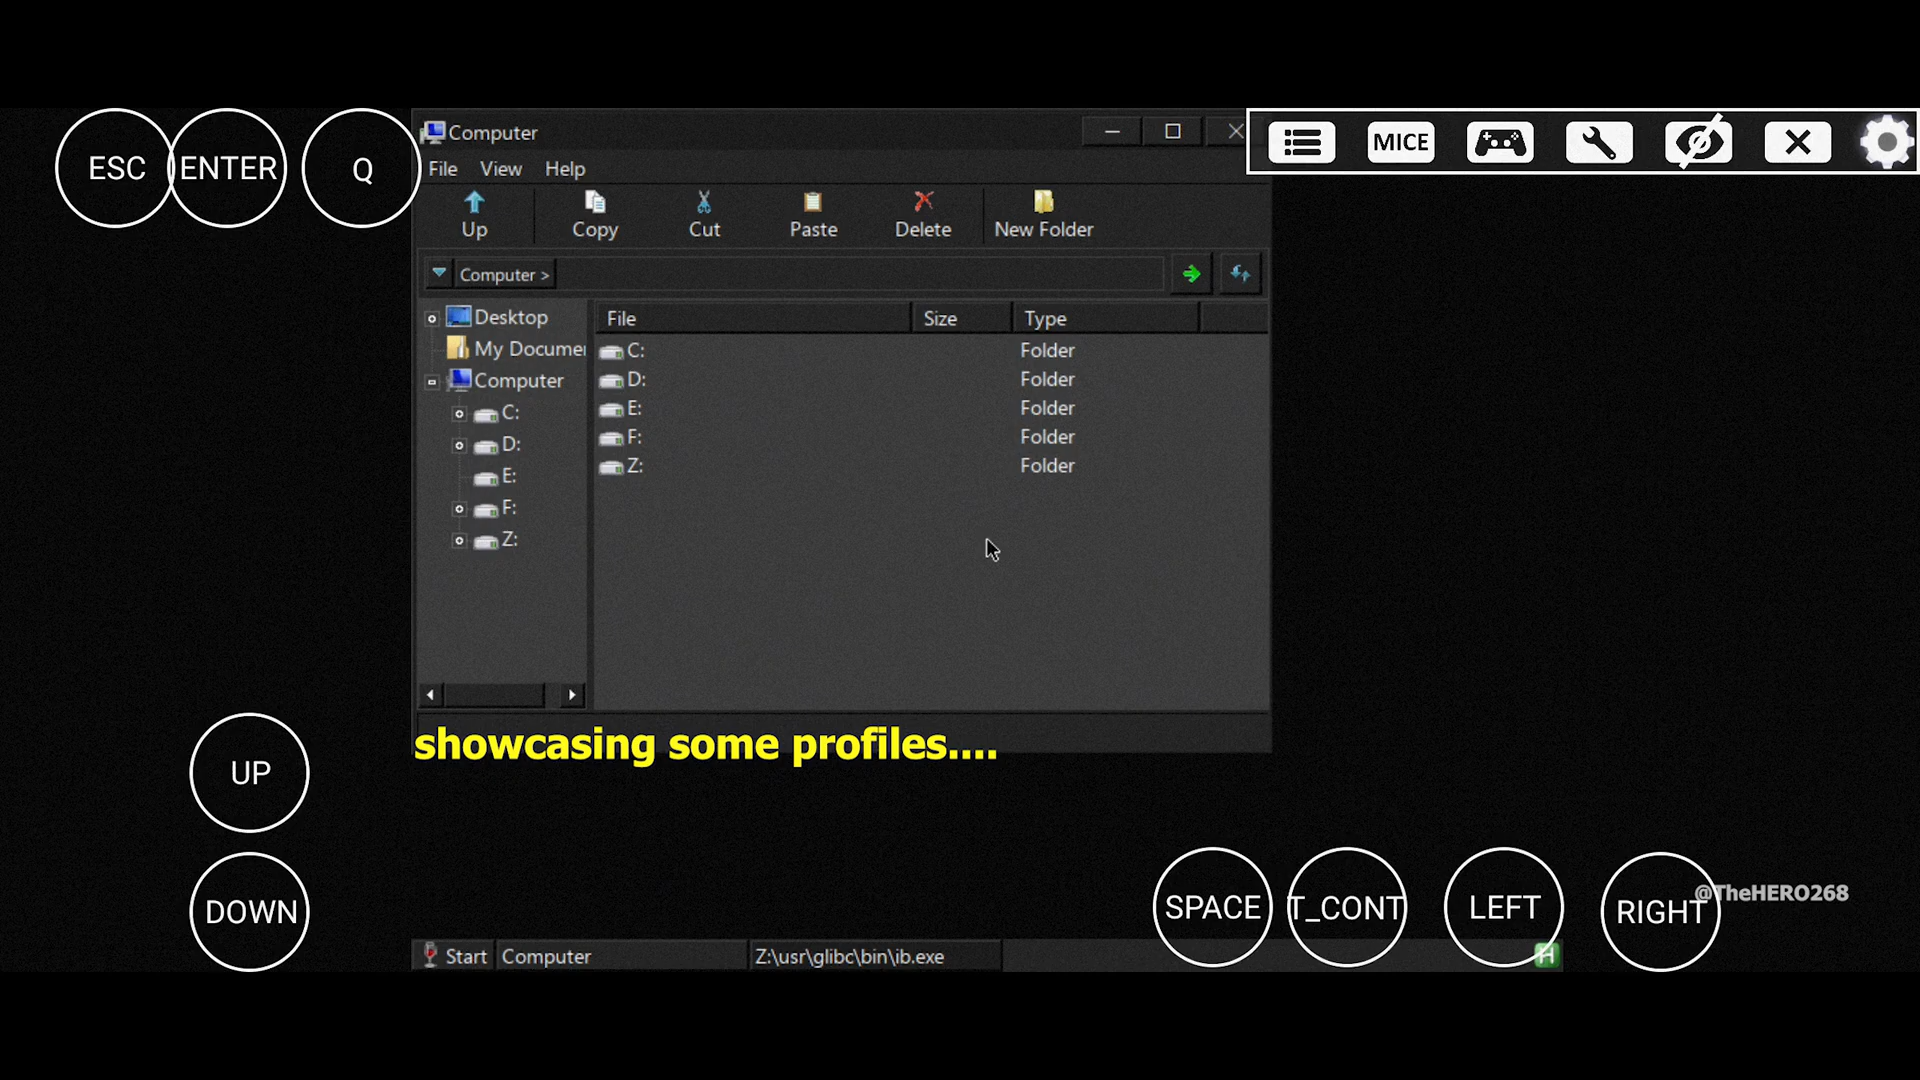 ESC
ENTER
Q
Computer
MICE
File View Help
Up Copy Cut Paste Delete New Folder
Computer >
Desktop
My Documen
Computer
C:
D:
E:
F:
Z:
File Size Type
C: Folder
D: Folder
E: Folder
F: Folder
Z: Folder
showcasing some profiles....
UP
DOWN
SPACE
T_CONT
LEFT
RIGHT
@TheHERO268
Start Computer Z:\usr\glibc\bin\ib.exe
H